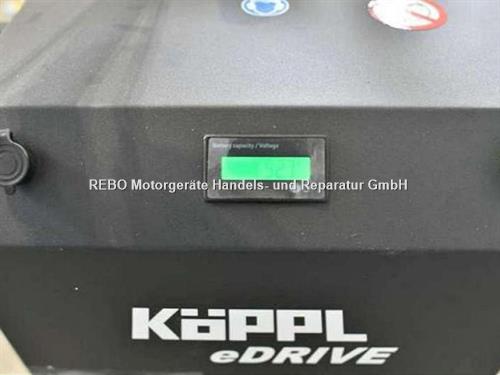 Battery capacity / Voltage
REBO Motorgeräte Handels- und Reparatur GmbH
KÖPPL
eDRIVE